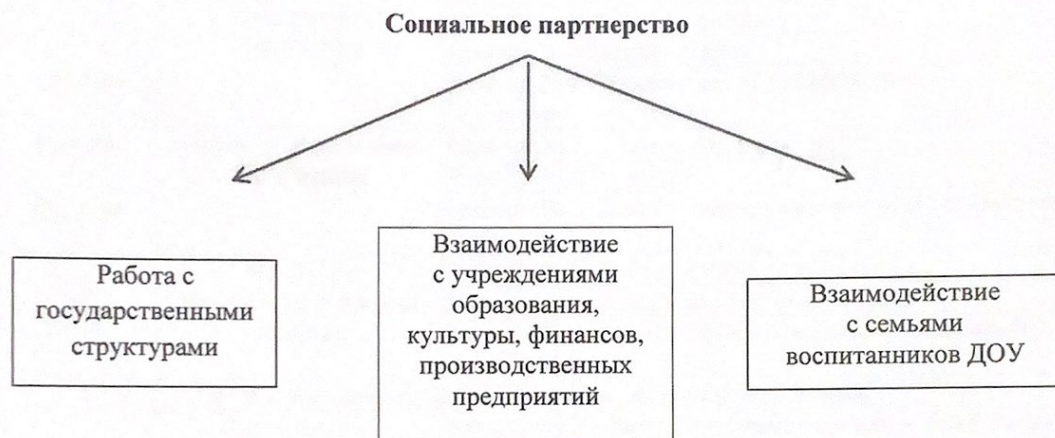 Социальное партнерство
Работа с
государственными
структурами
Взаимодействие
с учреждениями
образования,
культуры, финансов,
производственных
предприятий
Взаимодействие
с семьями
воспитанников ДОУ